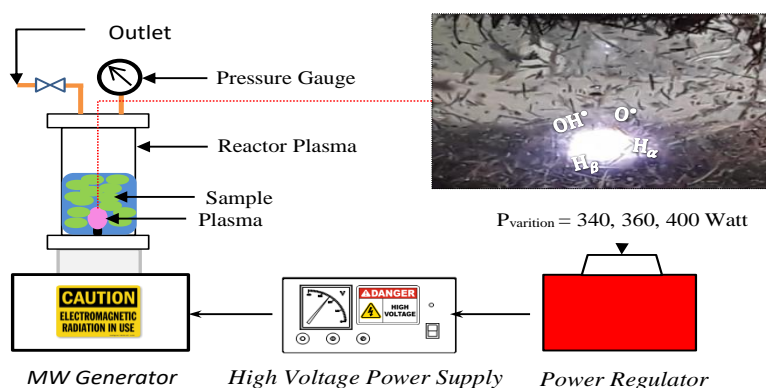 Outlet
Pressure Gauge
Reactor Plasma
Sample
Plasma
OH•
O•
Hα
Hβ
Pvarition = 340, 360, 400 Watt
CAUTION
ELECTROMAGNETIC
RADIATION IN USE
V
DANGER
HIGH
VOLTAGE
MW Generator
High Voltage Power Supply
Power Regulator